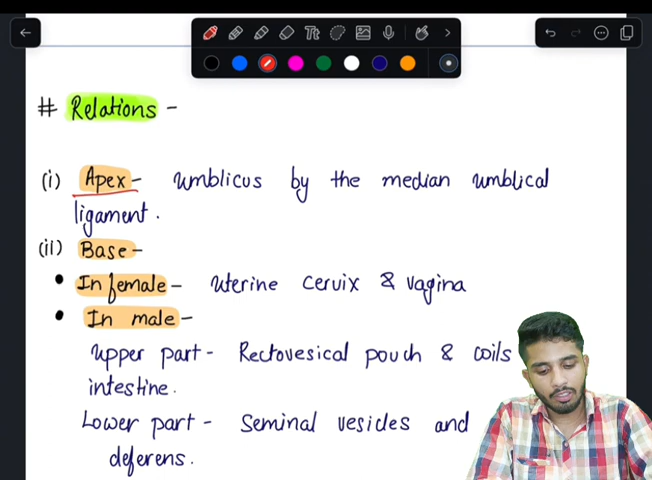 # Relations -
(i) Apex - umblicus by the median umblical
ligament.
(ii) Base -
• In female - uterine cervix & vagina
• In male -
upper part - Rectovesical pouch & coils
intestine.
Lower part - Seminal vesicles and
deferens.